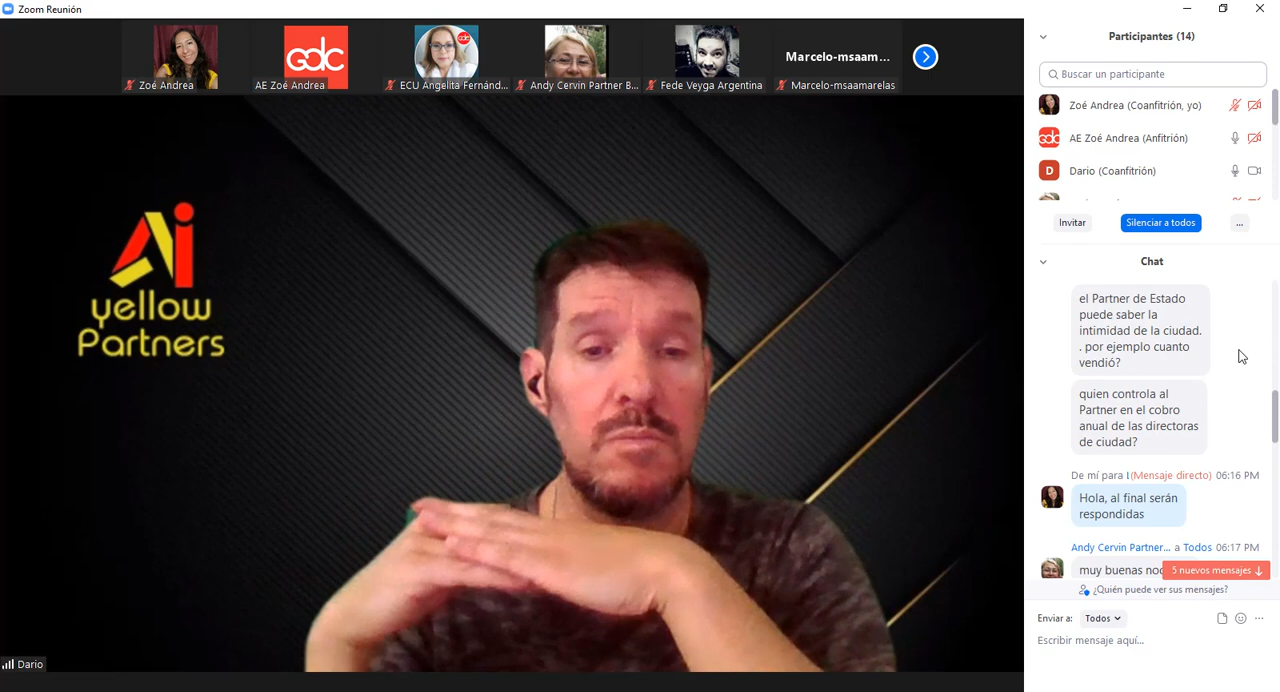 Zoom Reunión
GDC
Marcelo-msaam...
Zoé Andrea
AE Zoé Andrea
ECU Angelita Fernánd...
Andy Cervin Partner B...
Fede Veyga Argentina
Marcelo-msaamarelas
Ai
yellow
Partners
Dario
Participantes (14)
Buscar un participante
Zoé Andrea (Coanfitrión, yo)
GDC
AE Zoé Andrea (Anfitrión)
D
Dario (Coanfitrión)
Invitar
Silenciar a todos
...
Chat
el Partner de Estado
puede saber la
intimidad de la ciudad.
. por ejemplo cuanto
vendió?
quien controla al
Partner en el cobro
anual de las directoras
de ciudad?
De mí para I(Mensaje directo) 06:16 PM
Hola, al final serán
respondidas
Andy Cervin Partner... a Todos 06:17 PM
muy buenas noc
5 nuevos mensajes
¿Quién puede ver sus mensajes?
Enviar a: Todos
Escribir mensaje aquí...